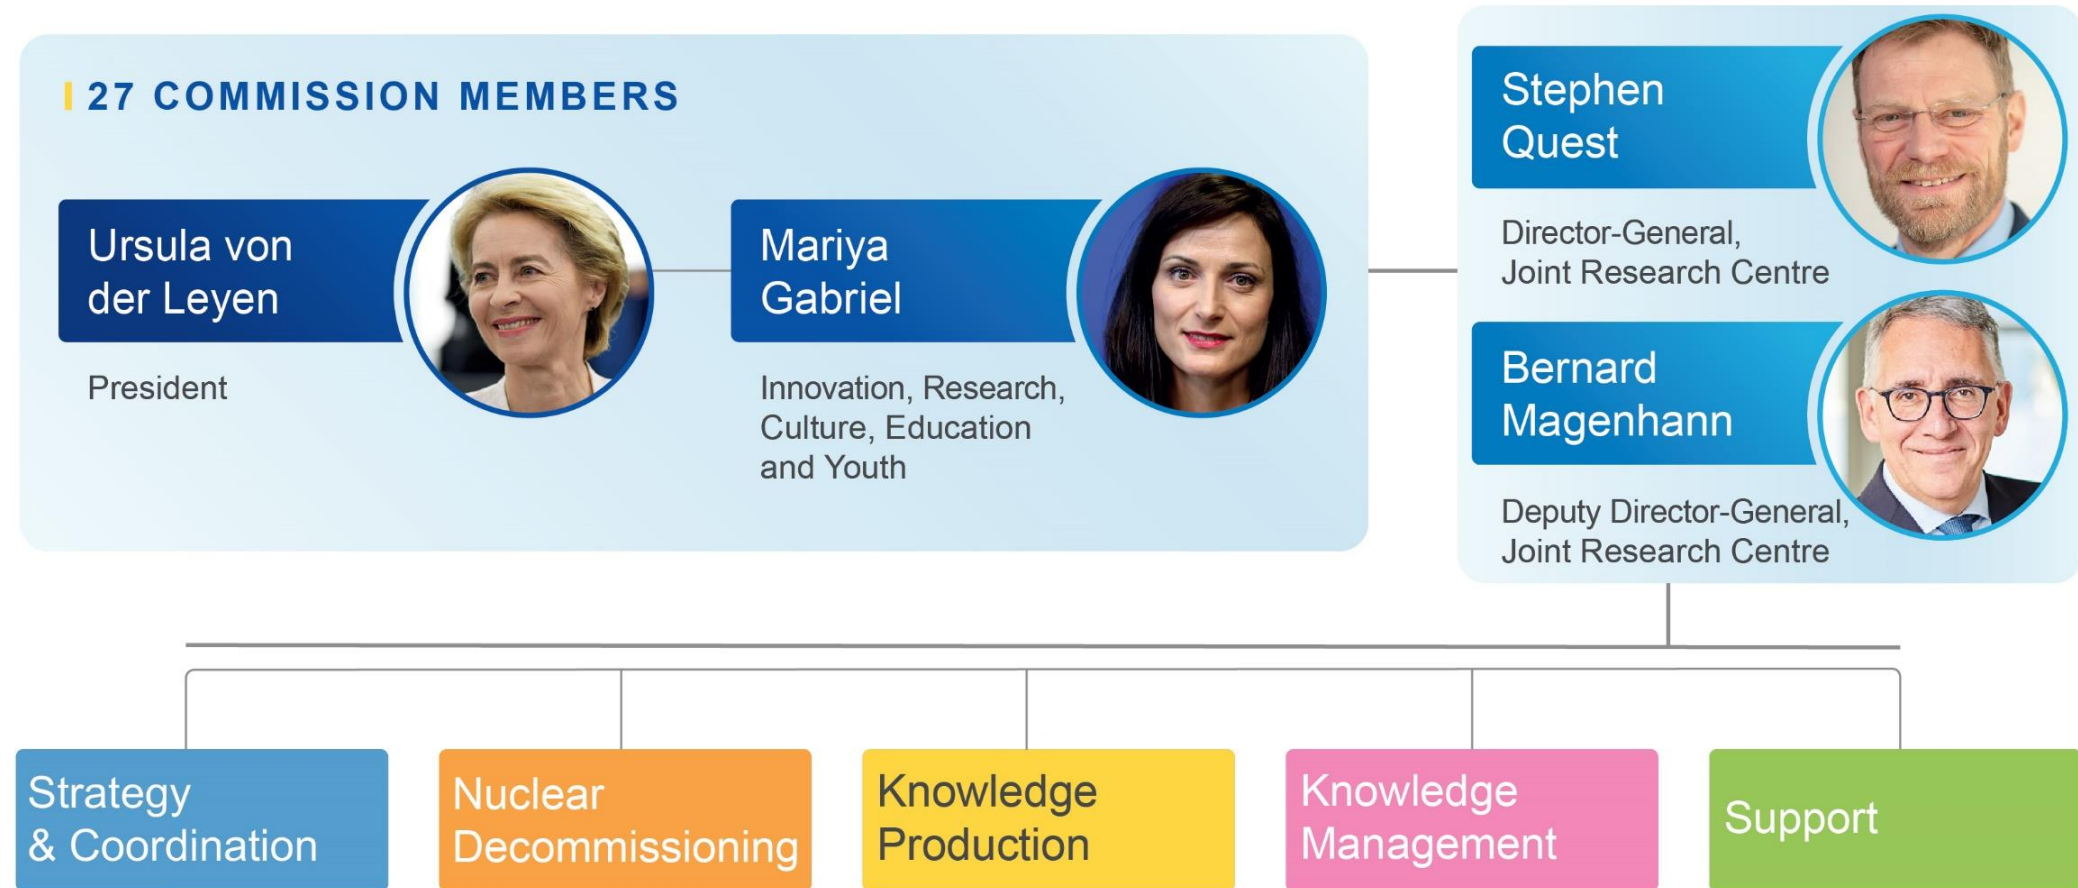 27 COMMISSION MEMBERS
Ursula von
der Leyen
President
Mariya
Gabriel
Innovation, Research,
Culture, Education
and Youth
Stephen
Quest
Director-General,
Joint Research Centre
Bernard
Magenhann
Deputy Director-General,
Joint Research Centre
Strategy
& Coordination
Nuclear
Decommissioning
Knowledge
Production
Knowledge
Management
Support